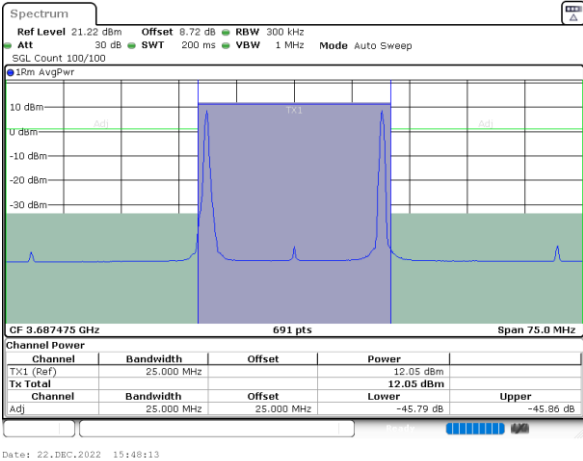 Spectrum
Ref Level 21.22 dBm Offset 8.72 dB RBW 300 kHz
Att 30 dB SWT 200 ms VBW 1 MHz Mode Auto Sweep
SGL Count 100/100
1Rm AvgPwr
10 dBm
TX1
Adj Adj
0 dBm
-10 dBm
-20 dBm
-30 dBm
CF 3.687475 GHz 691 pts Span 75.0 MHz
Channel Power
Channel Bandwidth Offset Power
TX1 (Ref) 25.000 MHz 12.05 dBm
Tx Total 12.05 dBm
Channel Bandwidth Offset Lower Upper
Adj 25.000 MHz 25.000 MHz -45.79 dB -45.86 dB
Ready
Date: 22.DEC.2022 15:48:13